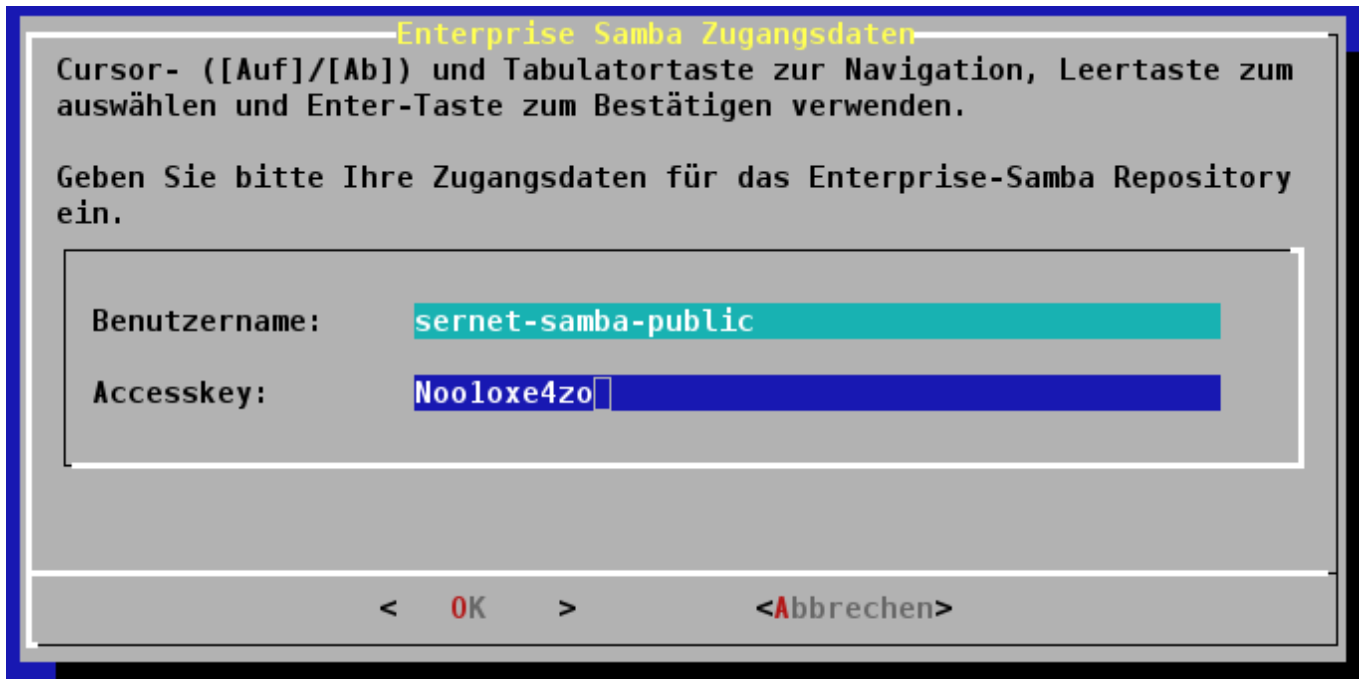 Enterprise Samba Zugangsdaten
Cursor- ([Auf]/[Ab]) und Tabulatortaste zur Navigation, Leertaste zum
auswählen und Enter-Taste zum Bestätigen verwenden.
Geben Sie bitte Ihre Zugangsdaten für das Enterprise-Samba Repository
ein.
Benutzername: sernet-samba-public
Accesskey: Nooloxe4zo
< OK > <Abbrechen>